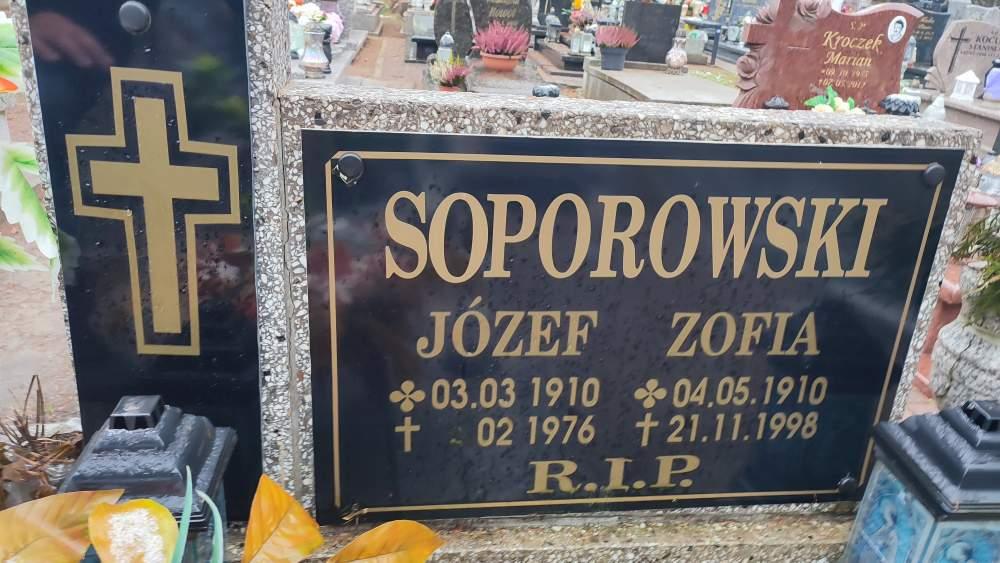 SOPOROWSKI
JÓZEF ZOFIA
03.03 1910 04.05.1910
02 1976 21.11.1998
R.I.P.
Kroczek
Marian